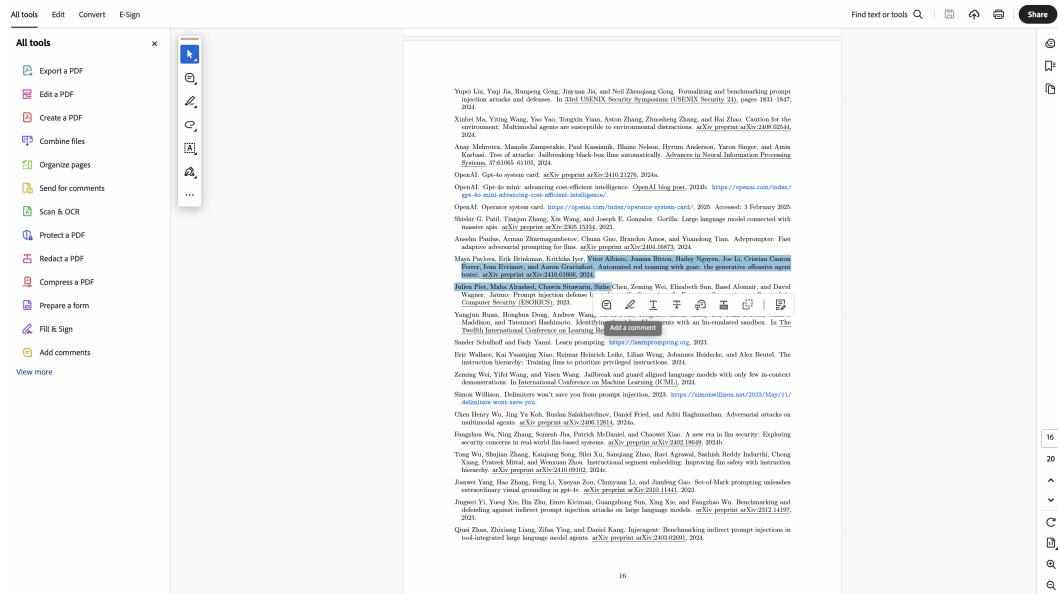 All tools
Edit
Convert
E-Sign
Find text or tools
Share
All tools
Export a PDF
Edit a PDF
Create a PDF
Combine files
Organize pages
Send for comments
Scan & OCR
Protect a PDF
Redact a PDF
Compress a PDF
Prepare a form
Fill & Sign
Add comments
View more
Yupei Liu, Yuqi Jia, Runpeng Geng, Jinyuan Jia, and Neil Zhenqiang Gong. Formalizing and benchmarking prompt
injection attacks and defenses. In 33rd USENIX Security Symposium (USENIX Security 24), pages 1831–1847,
2024.
Xinbei Ma, Yiting Wang, Yao Yao, Tongxin Yuan, Aston Zhang, Zhuosheng Zhang, and Hai Zhao. Caution for the
environment: Multimodal agents are susceptible to environmental distractions. arXiv preprint arXiv:2408.02544,
2024.
Anay Mehrotra, Manolis Zampetakis, Paul Kassianik, Blaine Nelson, Hyrum Anderson, Yaron Singer, and Amin
Karbasi. Tree of attacks: Jailbreaking black-box llms automatically. Advances in Neural Information Processing
Systems, 37:61065–61105, 2024.
OpenAI. Gpt-4o system card. arXiv preprint arXiv:2410.21276, 2024a.
OpenAI. Gpt-4o mini: advancing cost-efficient intelligence. OpenAI blog post, 2024b. https://openai.com/index/
gpt-4o-mini-advancing-cost-efficient-intelligence/.
OpenAI. Operator system card. https://openai.com/index/operator-system-card/, 2025. Accessed: 3 February 2025.
Shishir G. Patil, Tianjun Zhang, Xin Wang, and Joseph E. Gonzalez. Gorilla: Large language model connected with
massive apis. arXiv preprint arXiv:2305.15334, 2023.
Anselm Paulus, Arman Zharmagambetov, Chuan Guo, Brandon Amos, and Yuandong Tian. Advprompter: Fast
adaptive adversarial prompting for llms. arXiv preprint arXiv:2404.16873, 2024.
Maya Pavlova, Erik Brinkman, Krithika Iyer, Vitor Albiero, Joanna Bitton, Hailey Nguyen, Joe Li, Cristian Canton
Ferrer, Ivan Evtimov, and Aaron Grattafiori. Automated red teaming with goat: the generative offensive agent
tester. arXiv preprint arXiv:2410.01606, 2024.
Julien Piet, Maha Alrashed, Chawin Sitawarin, Sizhe Chen, Zeming Wei, Elizabeth Sun, Basel Alomair, and David
Wagner. Jatmo: Prompt injection defense
Computer Security (ESORICS), 2023.
Yangjun Ruan, Honghua Dong, Andrew Wang,
Maddison, and Tatsunori Hashimoto. Identifying with an lm-emulated sandbox. In The
Twelfth International Conference on Learning
Add a comment
Sander Schulhoff and Fady Yanni. Learn prompting. https://learnprompting.org, 2023.
Eric Wallace, Kai Yuanqing Xiao, Reimar Heinrich Leike, Lilian Weng, Johannes Heidecke, and Alex Beutel. The
instruction hierarchy: Training llms to prioritize privileged instructions. 2024.
Zeming Wei, Yifei Wang, and Yisen Wang. Jailbreak and guard aligned language models with only few in-context
demonstrations. In International Conference on Machine Learning (ICML), 2024.
Simon Willison. Delimiters won't save you from prompt injection, 2023. https://simonwillison.net/2023/May/11/
delimiters-wont-save-you.
Chen Henry Wu, Jing Yu Koh, Ruslan Salakhutdinov, Daniel Fried, and Aditi Raghunathan. Adversarial attacks on
multimodal agents. arXiv preprint arXiv:2406.12814, 2024a.
Fangzhou Wu, Ning Zhang, Somesh Jha, Patrick McDaniel, and Chaowei Xiao. A new era in llm security: Exploring
security concerns in real-world llm-based systems. arXiv preprint arXiv:2402.18649, 2024b.
Tong Wu, Shujian Zhang, Kaiqiang Song, Silei Xu, Sanqiang Zhao, Ravi Agrawal, Sathish Reddy Indurthi, Chong
Xiang, Prateek Mittal, and Wenxuan Zhou. Instructional segment embedding: Improving llm safety with instruction
hierarchy. arXiv preprint arXiv:2410.09102, 2024c.
Jianwei Yang, Hao Zhang, Feng Li, Xueyan Zou, Chunyuan Li, and Jianfeng Gao. Set-of-Mark prompting unleashes
extraordinary visual grounding in gpt-4v. arXiv preprint arXiv:2310.11441, 2023.
Jingwei Yi, Yueqi Xie, Bin Zhu, Emre Kiciman, Guangzhong Sun, Xing Xie, and Fangzhao Wu. Benchmarking and
defending against indirect prompt injection attacks on large language models. arXiv preprint arXiv:2312.14197,
2023.
Qiusi Zhan, Zhixiang Liang, Zifan Ying, and Daniel Kang. Injecagent: Benchmarking indirect prompt injections in
tool-integrated large language model agents. arXiv preprint arXiv:2403.02691, 2024.
16
16
20